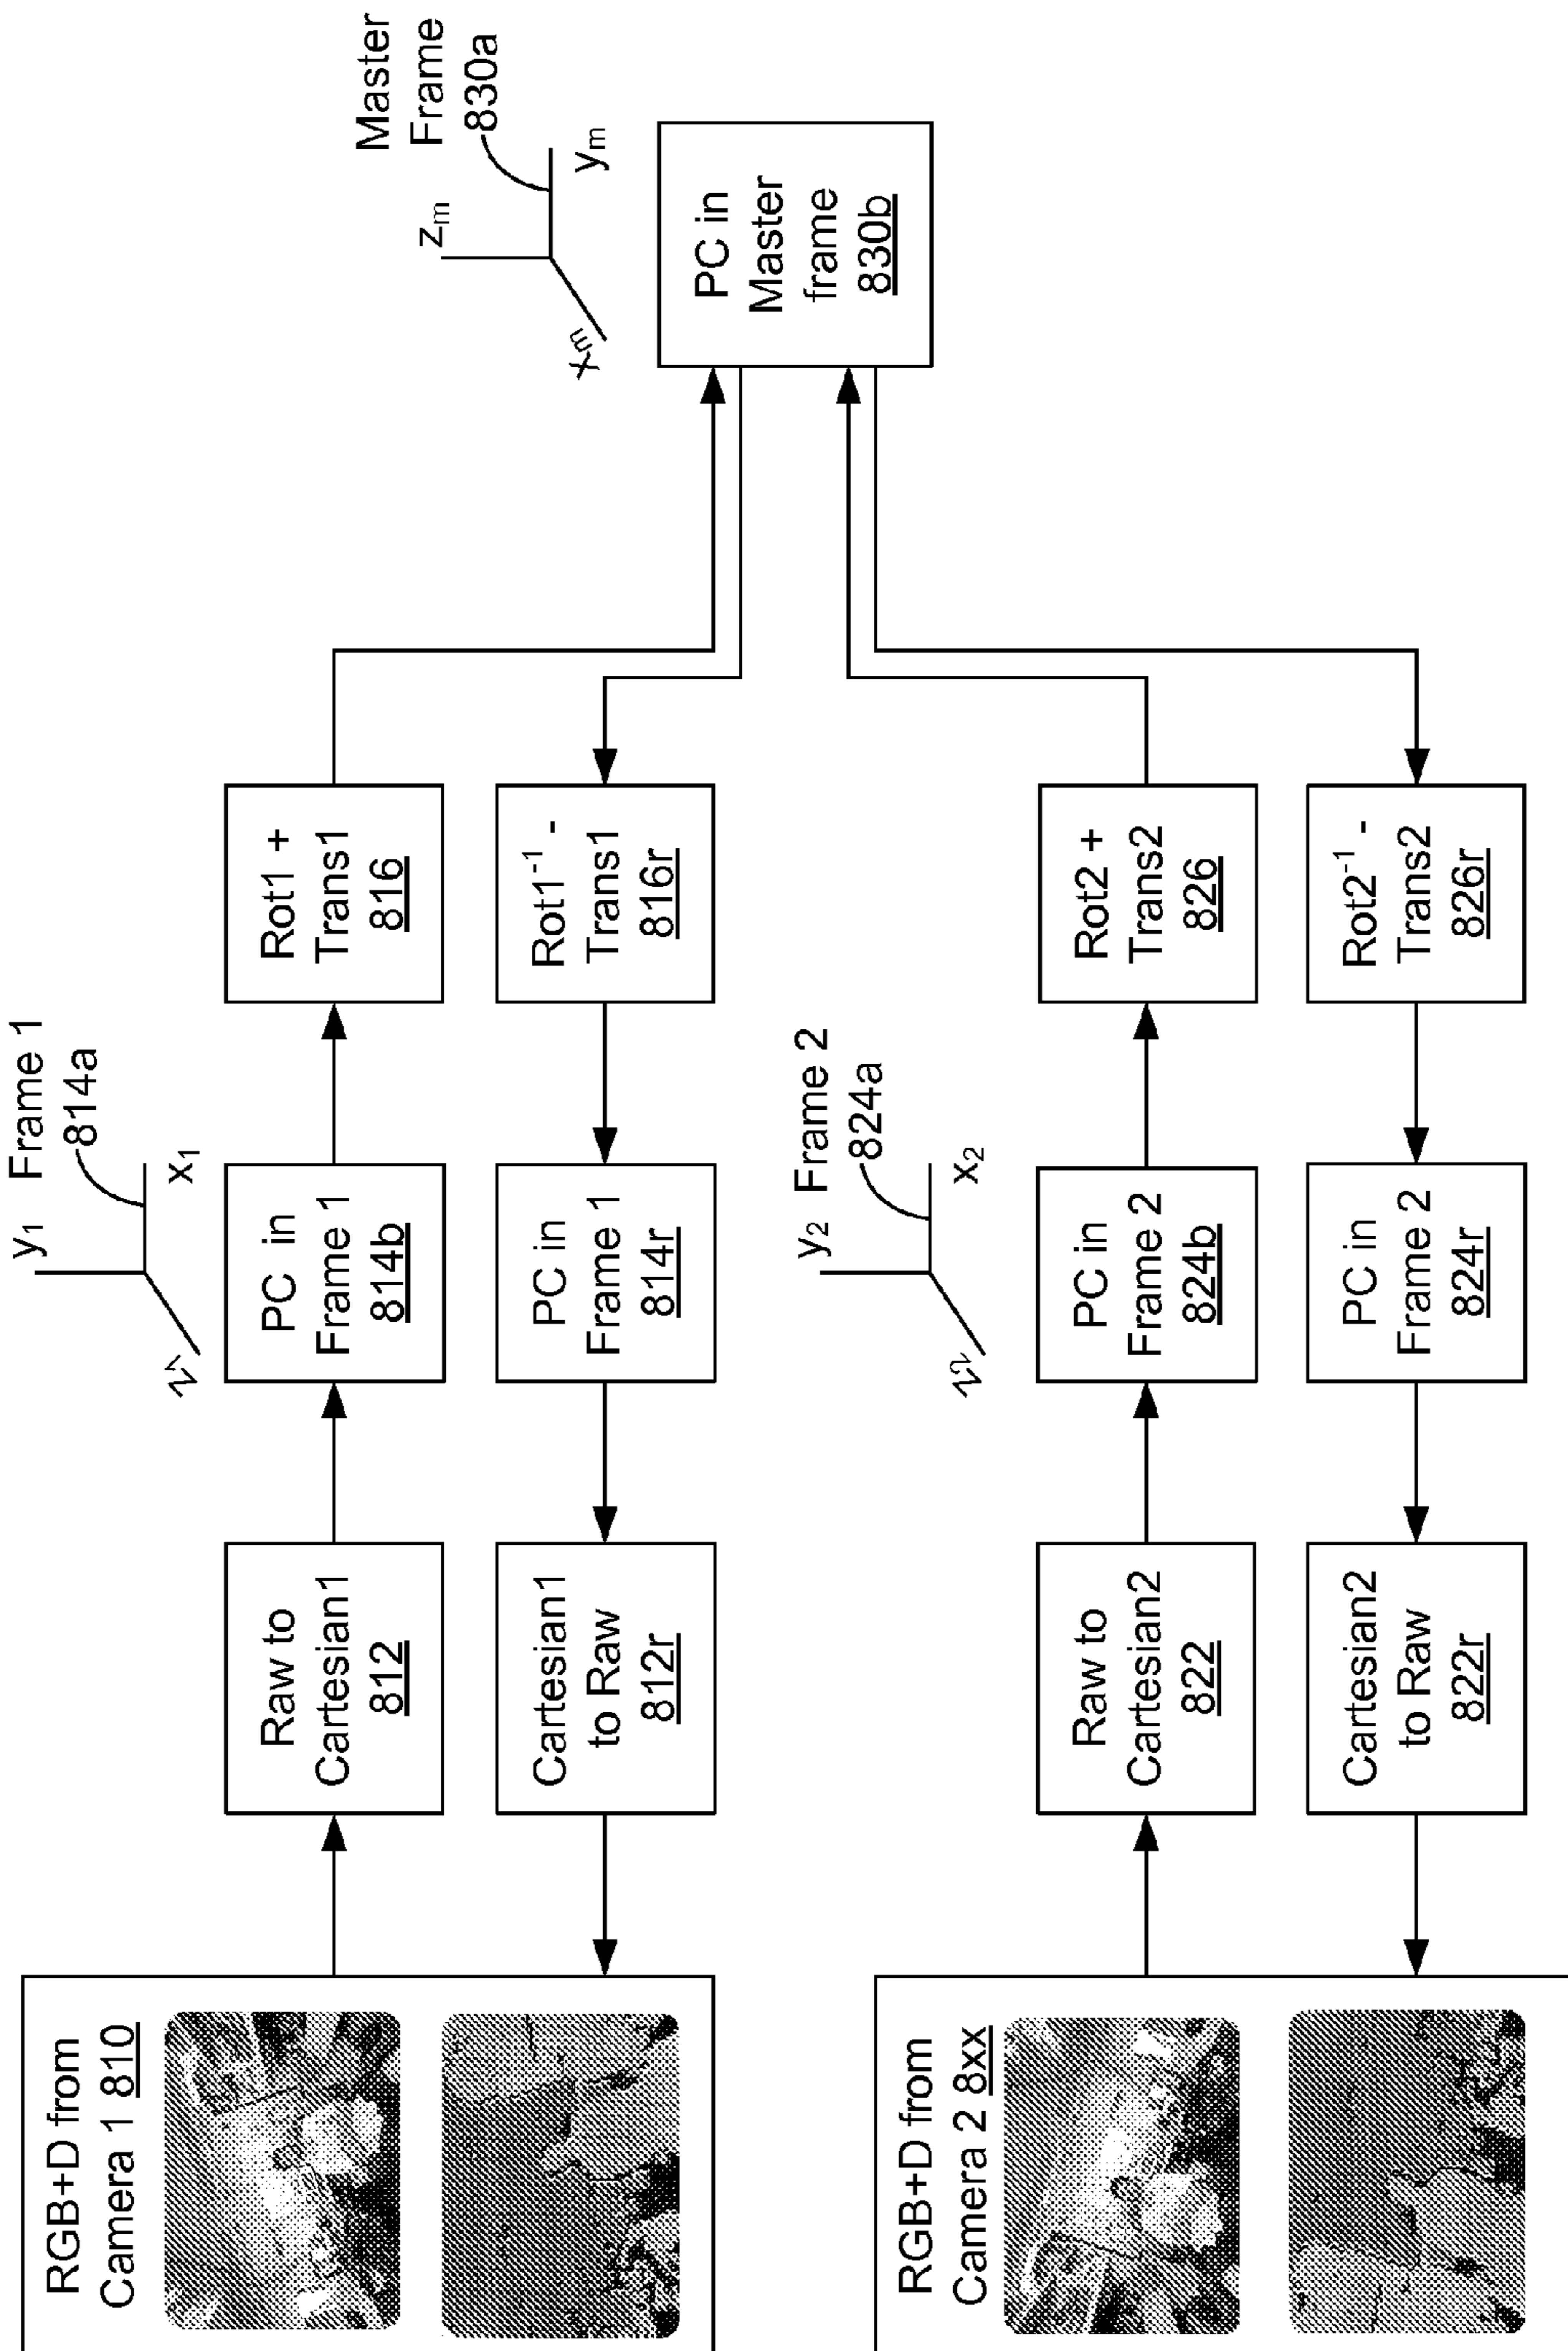 RGB+D from
Camera 1 810
Raw to
Cartesian1
812
y1
Frame 1
814a
x1
z1
PC in
Frame 1
814b
Rot1 +
Trans1
816
Cartesian1
to Raw
812r
PC in
Frame 1
814r
Rot1-1 -
Trans1
816r
zm
Master
Frame
830a
ym
xm
PC in
Master
frame
830b
RGB+D from
Camera 2 8xx
Raw to
Cartesian2
822
y2
Frame 2
824a
x2
z2
PC in
Frame 2
824b
Rot2 +
Trans2
826
Cartesian2
to Raw
822r
PC in
Frame 2
824r
Rot2-1 -
Trans2
826r